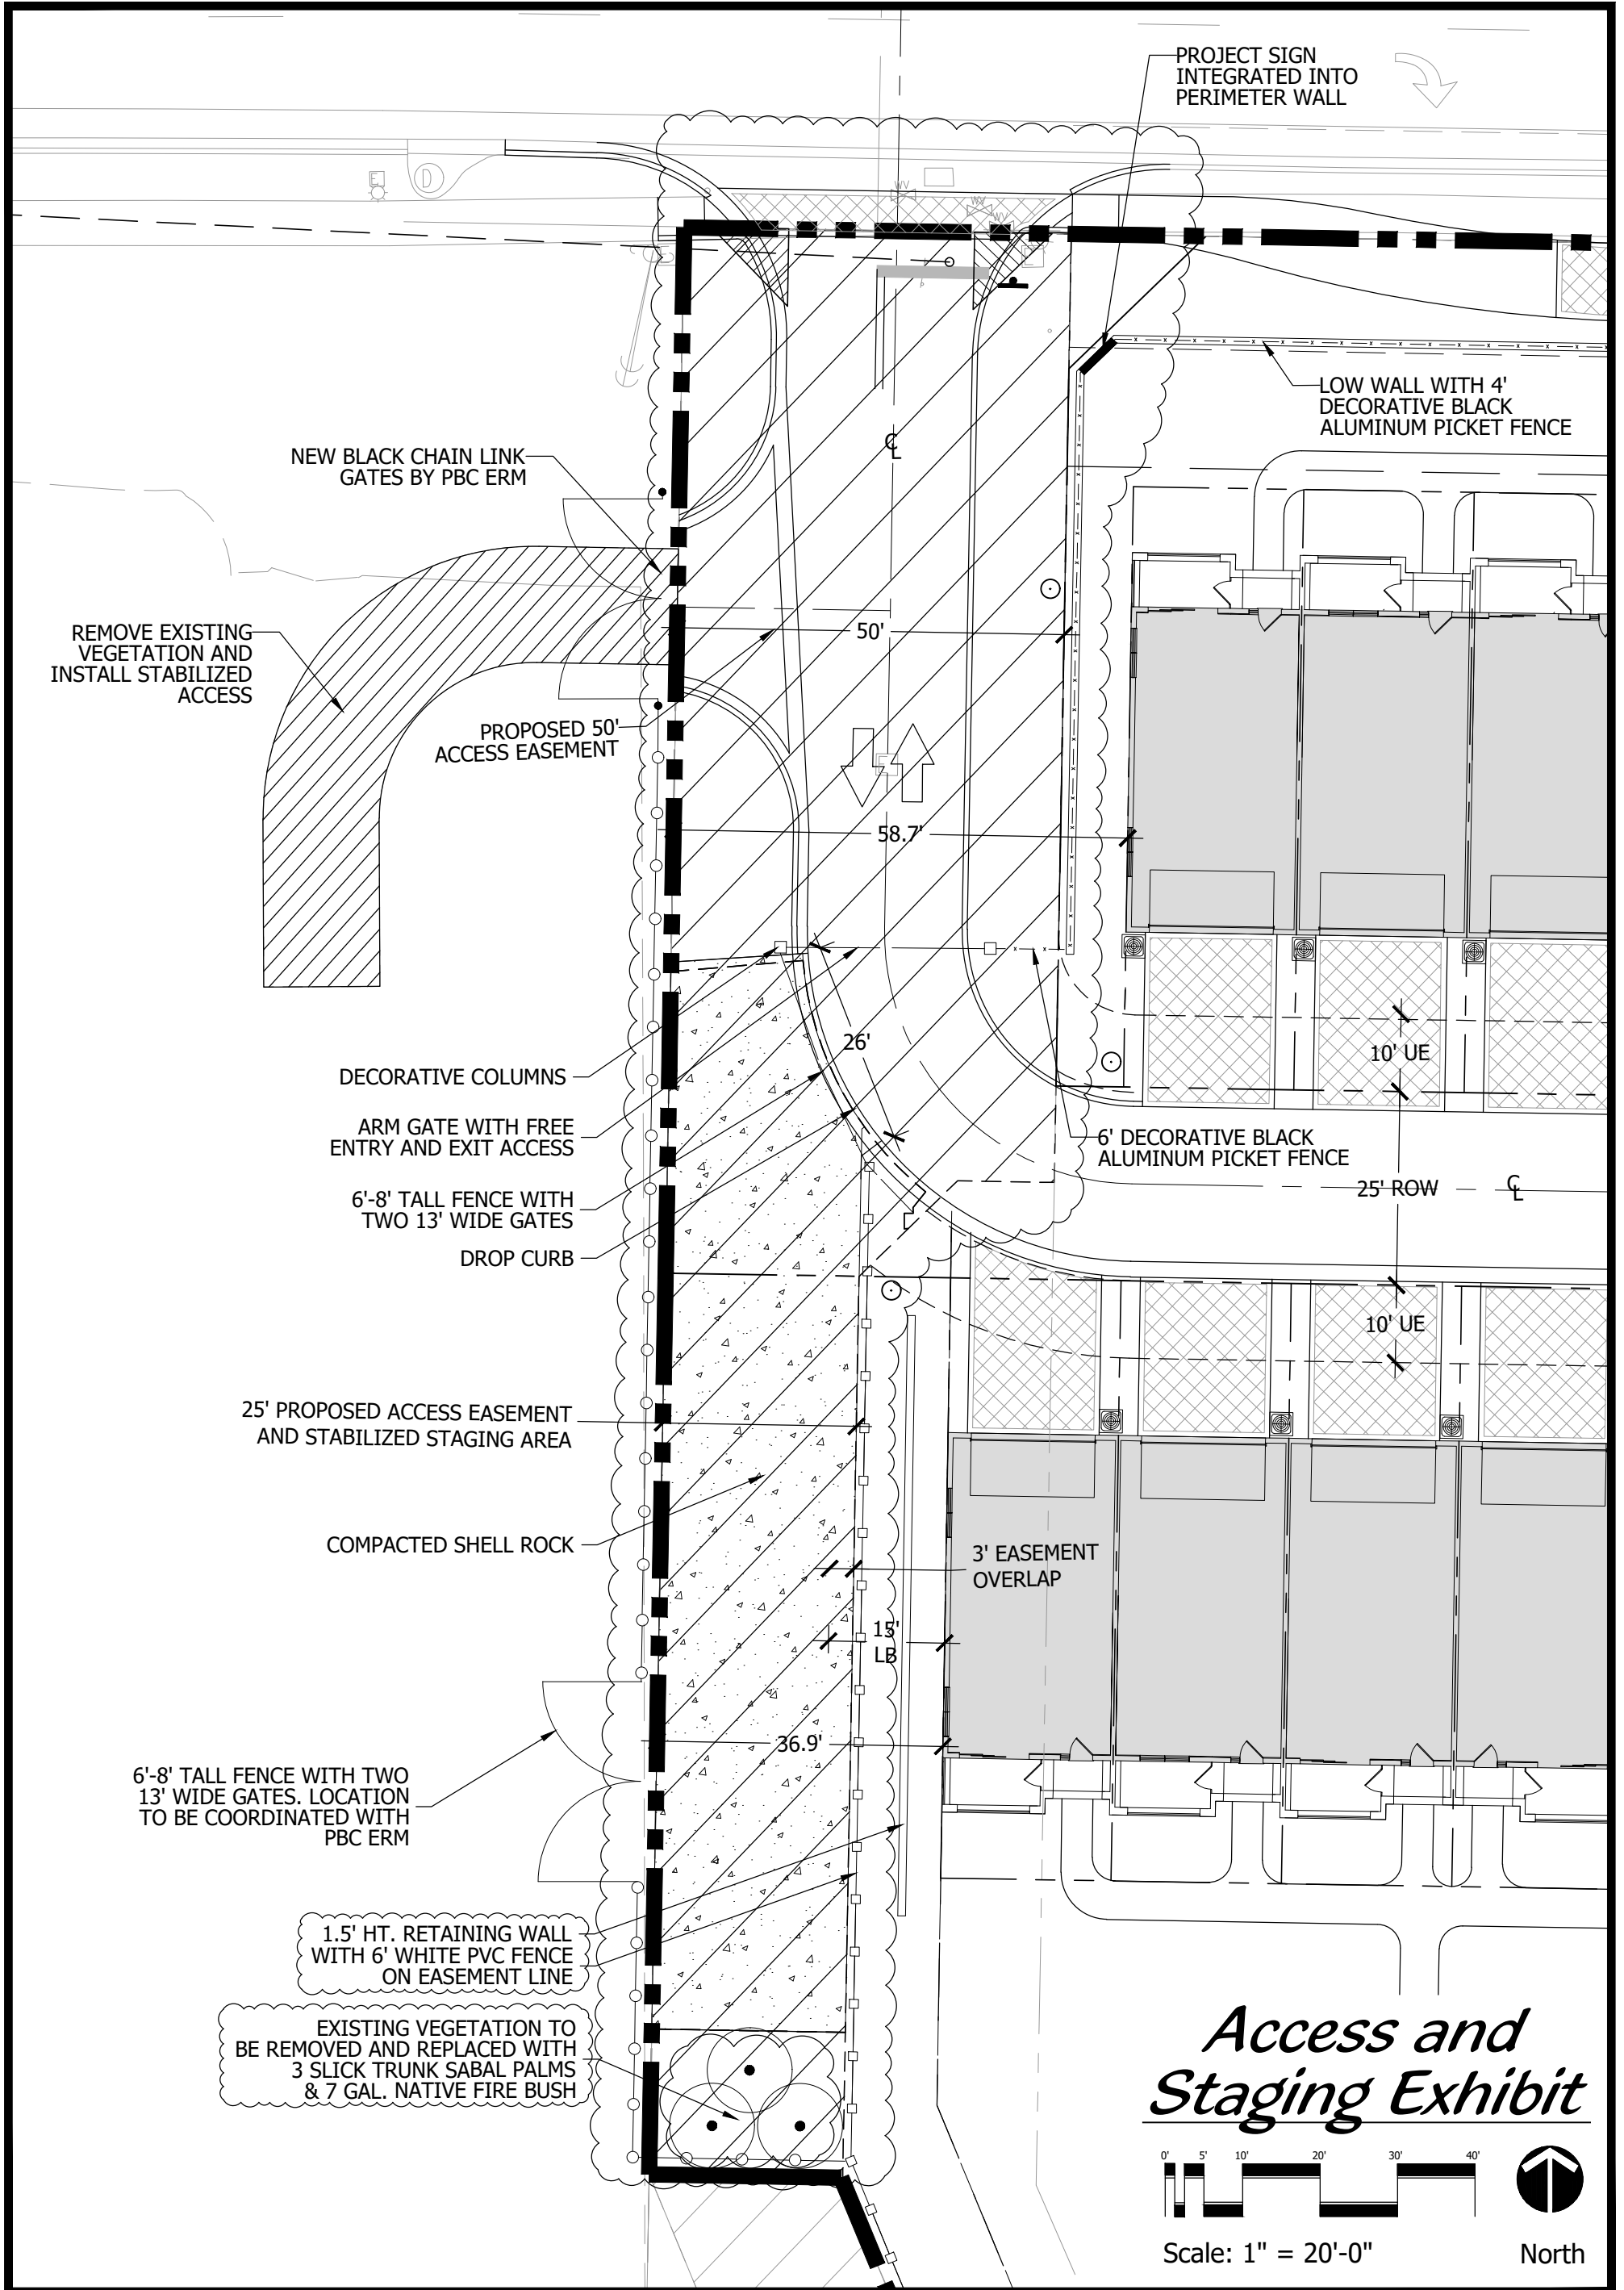 PROJECT SIGN
INTEGRATED INTO
PERIMETER WALL
E
D
WV
WV
WV
LOW WALL WITH 4'
DECORATIVE BLACK
ALUMINUM PICKET FENCE
NEW BLACK CHAIN LINK
GATES BY PBC ERM
CL
REMOVE EXISTING
VEGETATION AND
INSTALL STABILIZED
ACCESS
50'
PROPOSED 50'
ACCESS EASEMENT
E
58.7'
26'
10' UE
DECORATIVE COLUMNS
ARM GATE WITH FREE
ENTRY AND EXIT ACCESS
6' DECORATIVE BLACK
ALUMINUM PICKET FENCE
25' ROW
CL
6'-8' TALL FENCE WITH
TWO 13' WIDE GATES
DROP CURB
10' UE
25' PROPOSED ACCESS EASEMENT
AND STABILIZED STAGING AREA
COMPACTED SHELL ROCK
3' EASEMENT
OVERLAP
15'
LB
36.9'
6'-8' TALL FENCE WITH TWO
13' WIDE GATES. LOCATION
TO BE COORDINATED WITH
PBC ERM
1.5' HT. RETAINING WALL
WITH 6' WHITE PVC FENCE
ON EASEMENT LINE
EXISTING VEGETATION TO
BE REMOVED AND REPLACED WITH
3 SLICK TRUNK SABAL PALMS
& 7 GAL. NATIVE FIRE BUSH
Access and
Staging Exhibit
0' 5' 10' 20' 30' 40'
Scale: 1" = 20'-0"
North